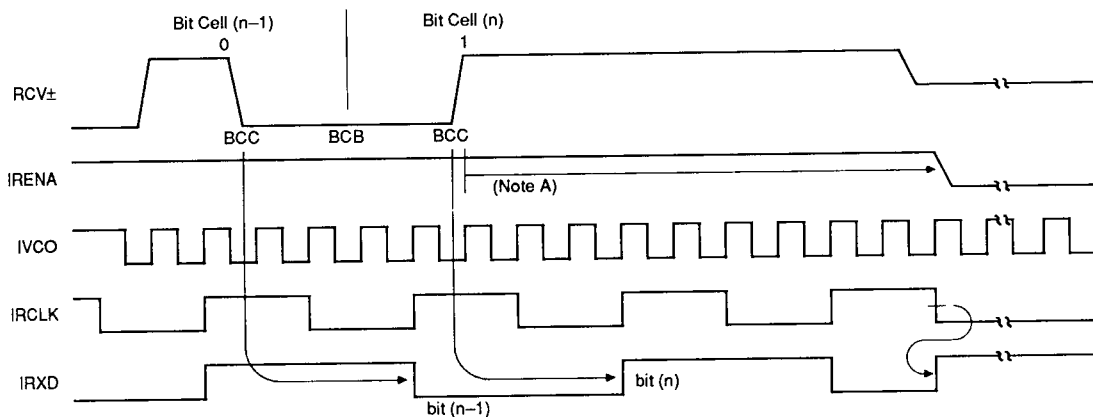 Bit Cell (n–1)
0
Bit Cell (n)
1
RCV±
BCC
BCB
BCC
IRENA
(Note A)
IVCO
IRCLK
IRXD
bit (n–1)
bit (n)